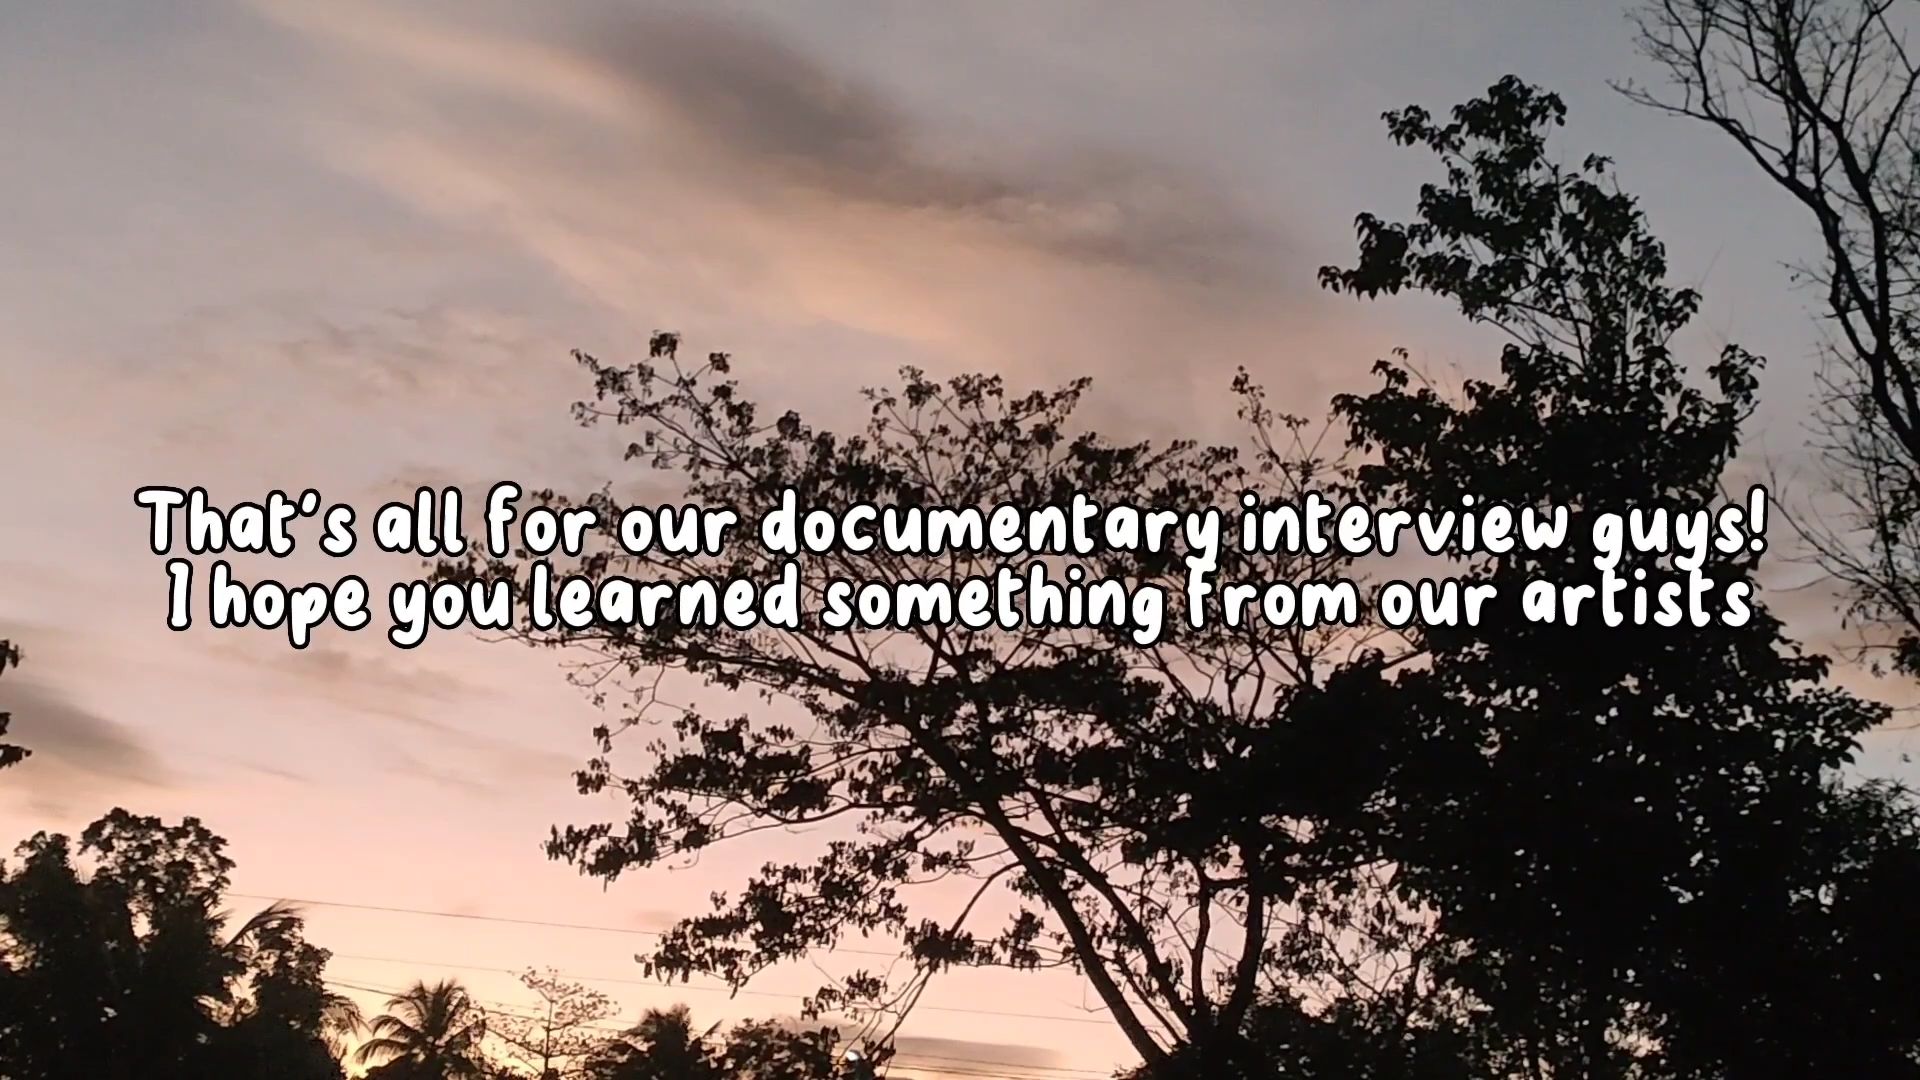 That's all for our documentary interview guys!
I hope you learned something from our artists